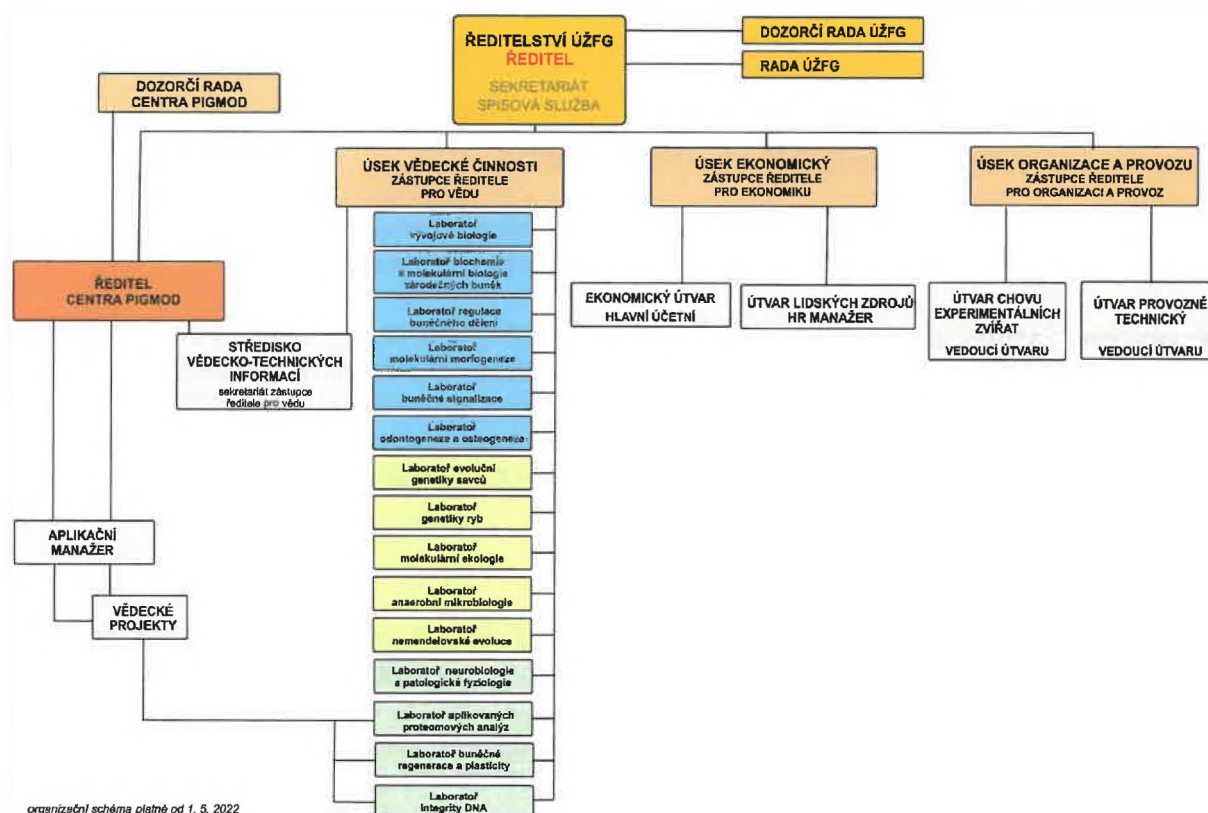 ŘEDITELSTVÍ ÚŽFG
ŘEDITEL
SEKRETARIÁT
SPISOVÁ SLUŽBA
DOZORČÍ RADA ÚŽFG
RADA ÚŽFG
DOZORČÍ RADA
CENTRA PIGMOD
ÚSEK VĚDECKÉ ČINNOSTI
ZÁSTUPCE ŘEDITELE
PRO VĚDU
ÚSEK EKONOMICKÝ
ZÁSTUPCE ŘEDITELE
PRO EKONOMIKU
ÚSEK ORGANIZACE A PROVOZU
ZÁSTUPCE ŘEDITELE
PRO ORGANIZACI A PROVOZ
ŘEDITEL
CENTRA PIGMOD
STŘEDISKO
VĚDECKO-TECHNICKÝCH
INFORMACÍ
sekretariát zástupce
ředitele pro vědu
Laboratoř
vývojové biologie
Laboratoř biochemie
a molekulární biologie
zárodečných buněk
Laboratoř regulace
buněčného dělení
Laboratoř
molekulární morfogeneze
Laboratoř
buněčné signalizace
Laboratoř
odontogeneze a osteogeneze
Laboratoř evoluční
genetiky savců
Laboratoř
genetiky ryb
Laboratoř
molekulární ekologie
Laboratoř
anaerobní mikrobiologie
Laboratoř
nemendelovské evoluce
Laboratoř neurobiologie
a patologické fyziologie
Laboratoř aplikovaných
proteomových analýz
Laboratoř buněčné
regenerace a plasticity
Laboratoř
integrity DNA
EKONOMICKÝ ÚTVAR
HLAVNÍ ÚČETNÍ
ÚTVAR LIDSKÝCH ZDROJŮ
HR MANAŽER
ÚTVAR CHOVU
EXPERIMENTÁLNÍCH
ZVÍŘAT
VEDOUCÍ ÚTVARU
ÚTVAR PROVOZNĚ
TECHNICKÝ
VEDOUCÍ ÚTVARU
APLIKAČNÍ
MANAŽER
VĚDECKÉ
PROJEKTY
organizační schéma platné od 1. 5. 2022